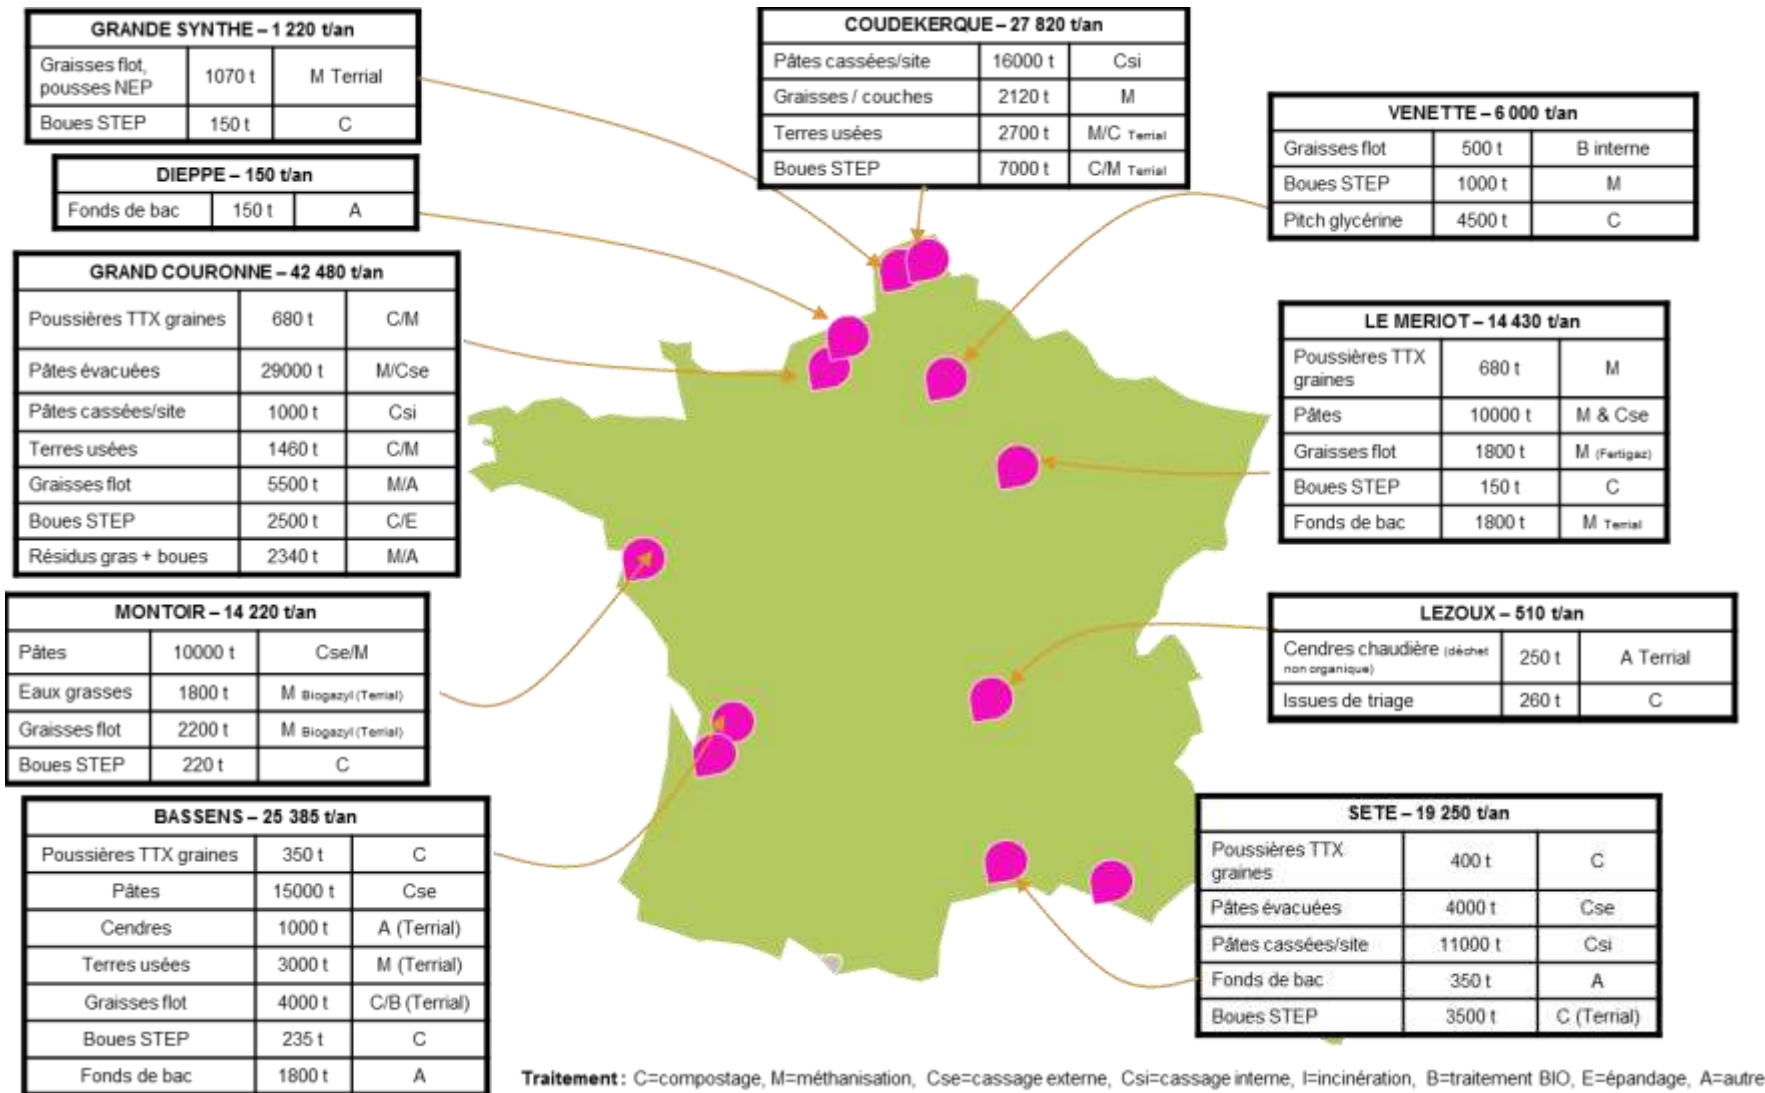 GRANDE SYNTHE – 1 220 t/an
Graisses flot, pousses NEP 1070 t M Terrial
Boues STEP 150 t C
DIEPPE – 150 t/an
Fonds de bac 150 t A
GRAND COURONNE – 42 480 t/an
Poussières TTX graines 680 t C/M
Pâtes évacuées 29000 t M/Cse
Pâtes cassées/site 1000 t Csi
Terres usées 1460 t C/M
Graisses flot 5500 t M/A
Boues STEP 2500 t C/E
Résidus gras + boues 2340 t M/A
MONTOIR – 14 220 t/an
Pâtes 10000 t Cse/M
Eaux grasses 1800 t M Biogazyl (Terrial)
Graisses flot 2200 t M Biogazyl (Terrial)
Boues STEP 220 t C
BASSENS – 25 385 t/an
Poussières TTX graines 350 t C
Pâtes 15000 t Cse
Cendres 1000 t A (Terrial)
Terres usées 3000 t M (Terrial)
Graisses flot 4000 t C/B (Terrial)
Boues STEP 235 t C
Fonds de bac 1800 t A
COUDEKERQUE – 27 820 t/an
Pâtes cassées/site 16000 t Csi
Graisses / couches 2120 t M
Terres usées 2700 t M/C Terrial
Boues STEP 7000 t C/M Terrial
VENETTE – 6 000 t/an
Graisses flot 500 t B interne
Boues STEP 1000 t M
Pitch glycérine 4500 t C
LE MERIOT – 14 430 t/an
Poussières TTX graines 680 t M
Pâtes 10000 t M & Cse
Graisses flot 1800 t M (Fertigaz)
Boues STEP 150 t C
Fonds de bac 1800 t M Terrial
LEZOUX – 510 t/an
Cendres chaudière (déchet non organique) 250 t A Terrial
Issues de triage 260 t C
SETE – 19 250 t/an
Poussières TTX graines 400 t C
Pâtes évacuées 4000 t Cse
Pâtes cassées/site 11000 t Csi
Fonds de bac 350 t A
Boues STEP 3500 t C (Terrial)
Traitement : C=compostage, M=méthanisation, Cse=cassage externe, Csi=cassage interne, I=incinération, B=traitement BIO, E=épandage, A=autre